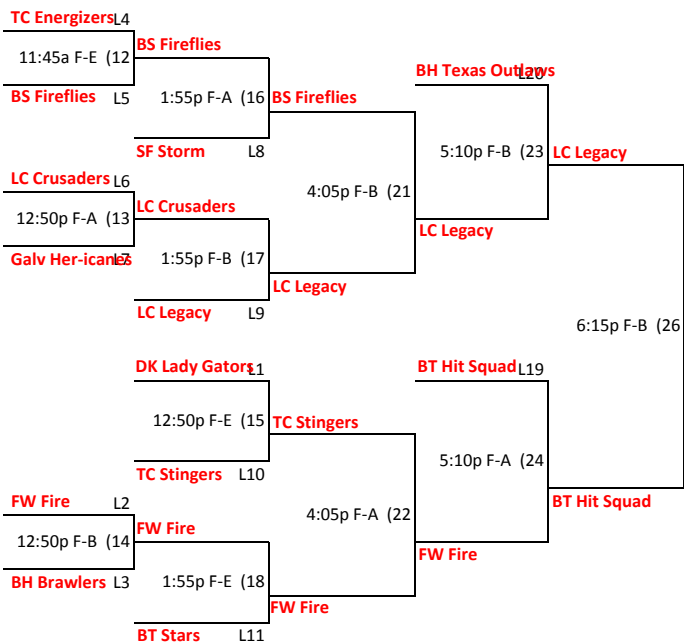 TC Energizers L4
11:45a F-E (12
BS Fireflies
BH Texas Outlaws L20
BS Fireflies L5
1:55p F-A (16
BS Fireflies
SF Storm L8
5:10p F-B (23
LC Legacy
LC Crusaders L6
4:05p F-B (21
LC Crusaders
12:50p F-A (13
LC Legacy
Galv Her-icanes L7
1:55p F-B (17
LC Legacy
LC Legacy L9
6:15p F-B (26
DK Lady Gators L1
BT Hit Squad L19
12:50p F-E (15
TC Stingers
5:10p F-A (24
TC Stingers L10
FW Fire L2
BT Hit Squad
4:05p F-A (22
FW Fire
12:50p F-B (14
FW Fire
BH Brawlers L3
1:55p F-E (18
FW Fire
BT Stars L11